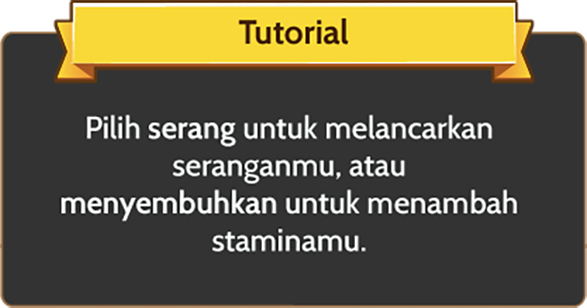 Tutorial
Pilih serang untuk melancarkan
seranganmu, atau
menyembuhkan untuk menambah
staminamu.